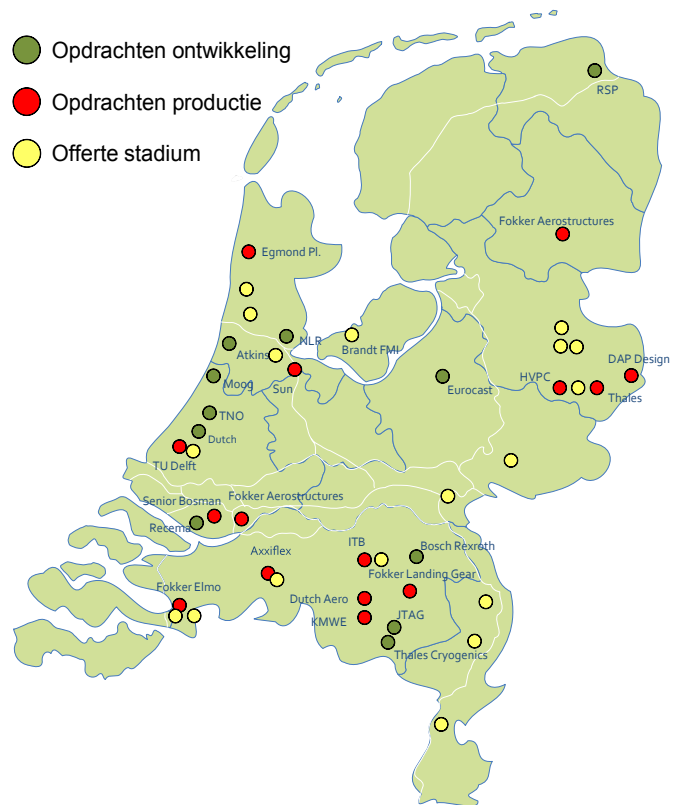 Opdrachten ontwikkeling
Opdrachten productie
Offerte stadium
RSP
Fokker Aerostructures
Egmond Pl.
NLR
Atkins
Brandt FMI
Sun
Moog
Eurocast
DAP Design
HVPC
Thales
TNO
Dutch
TU Delft
Senior Bosman
Fokker Aerostructures
Recema
Axxiflex
ITB
Bosch Rexroth
Fokker Landing Gear
Fokker Elmo
Dutch Aero
KMWE
JTAG
Thales Cryogenics